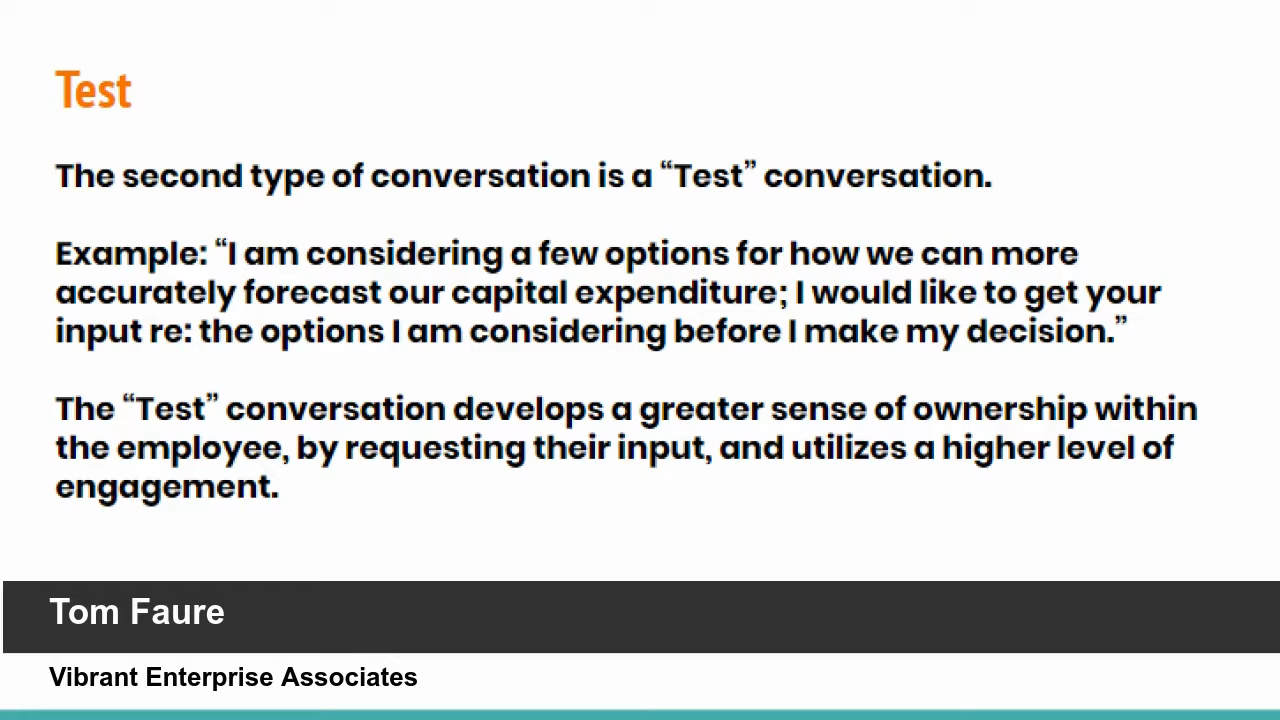 Test
The second type of conversation is a “Test” conversation.
Example: “I am considering a few options for how we can more
accurately forecast our capital expenditure; I would like to get your
input re: the options I am considering before I make my decision.”
The “Test” conversation develops a greater sense of ownership within
the employee, by requesting their input, and utilizes a higher level of
engagement.
Tom Faure
Vibrant Enterprise Associates